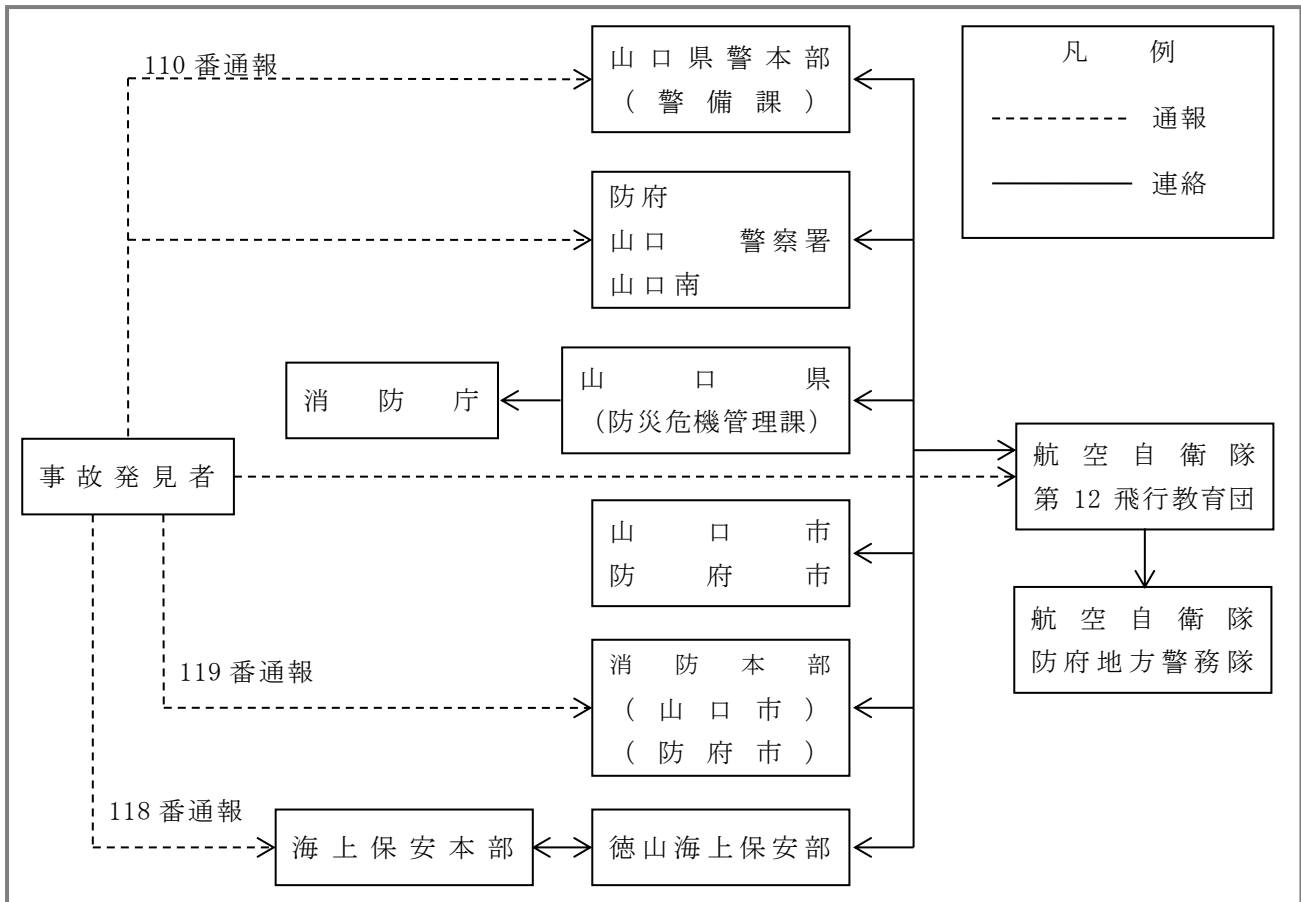 110番通報
山口県警本部
(警備課)
凡例
通報
連絡
防府
山口 警察署
山口南
消防庁
山口県
(防災危機管理課)
事故発見者
航空自衛隊
第12飛行教育団
山口市
防府市
航空自衛隊
防府地方警務隊
119番通報
消防本部
(山口市)
(防府市)
118番通報
海上保安本部
徳山海上保安部